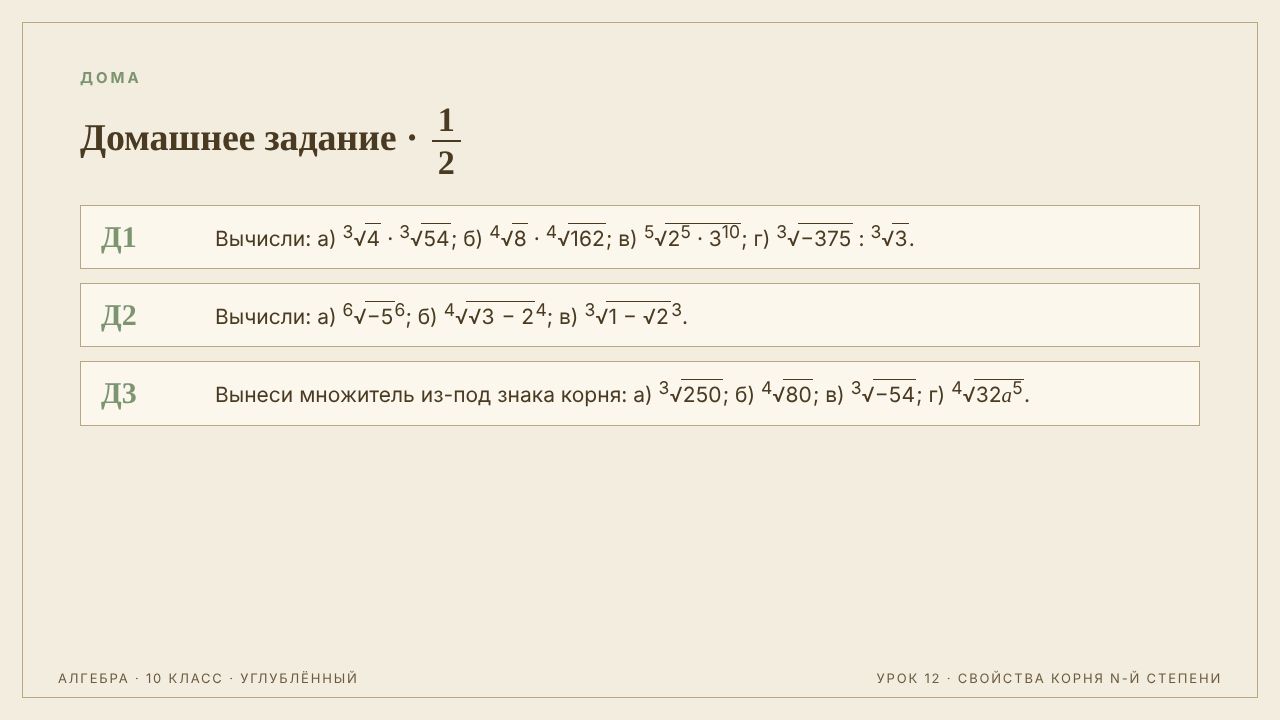 ДОМА
Домашнее задание · 1/2
Д1 Вычисли: а) ³√4 · ³√54; б) ⁴√8 · ⁴√162; в) ⁵√2⁵ · 3¹⁰; г) ³√−375 : ³√3.
Д2 Вычисли: а) ⁶√−5⁶; б) ⁴√√3 − 2⁴; в) ³√1 − √2³.
Д3 Вынеси множитель из-под знака корня: а) ³√250; б) ⁴√80; в) ³√−54; г) ⁴√32a⁵.
АЛГЕБРА · 10 КЛАСС · УГЛУБЛЁННЫЙ
УРОК 12 · СВОЙСТВА КОРНЯ N-Й СТЕПЕНИ